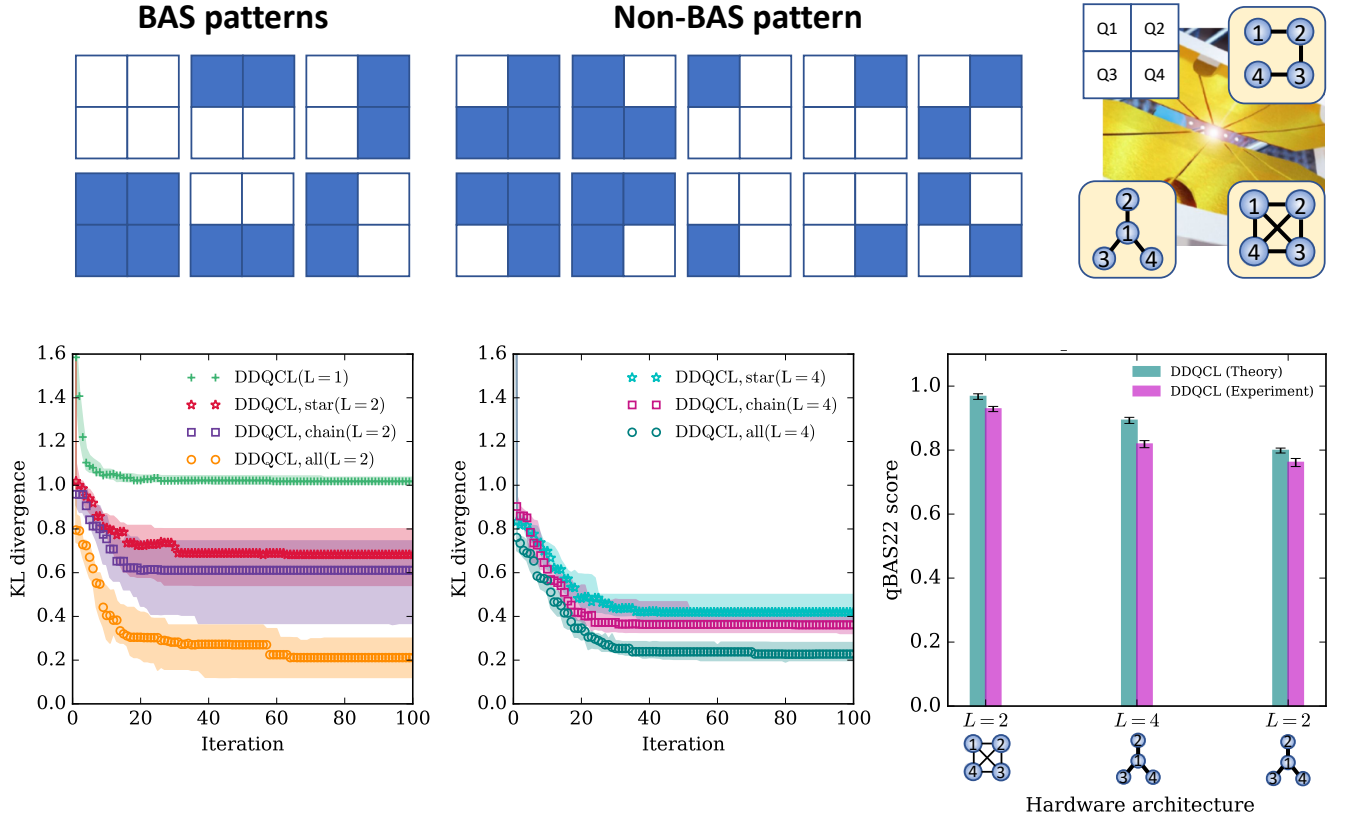 BAS patterns
Non-BAS pattern
Q1 Q2
Q3 Q4
1 2
4 3
2
1
3 4
1 2
4 3
1.6
1.4
1.2
1.0
0.8
0.6
0.4
0.2
0.0
KL divergence
DDQCL(L = 1)
DDQCL, star(L = 2)
DDQCL, chain(L = 2)
DDQCL, all(L = 2)
0 20 40 60 80 100
Iteration
1.6
1.4
1.2
1.0
0.8
0.6
0.4
0.2
0.0
KL divergence
DDQCL, star(L = 4)
DDQCL, chain(L = 4)
DDQCL, all(L = 4)
0 20 40 60 80 100
Iteration
1.0
0.8
0.6
0.4
0.2
0.0
qBAS22 score
DDQCL (Theory)
DDQCL (Experiment)
L = 2 L = 4 L = 2
1 2
4 3
2
1
3 4
2
1
3 4
Hardware architecture